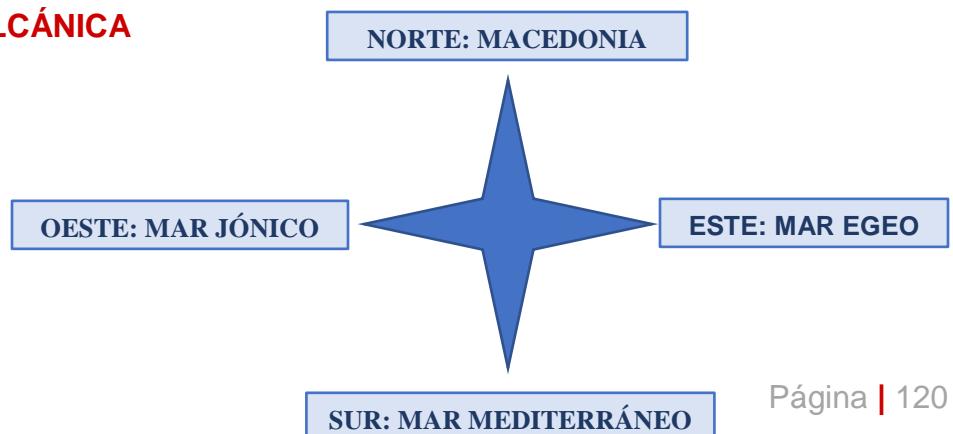 LCÁNICA
NORTE: MACEDONIA
OESTE: MAR JÓNICO
ESTE: MAR EGEO
SUR: MAR MEDITERRÁNEO
Página | 120